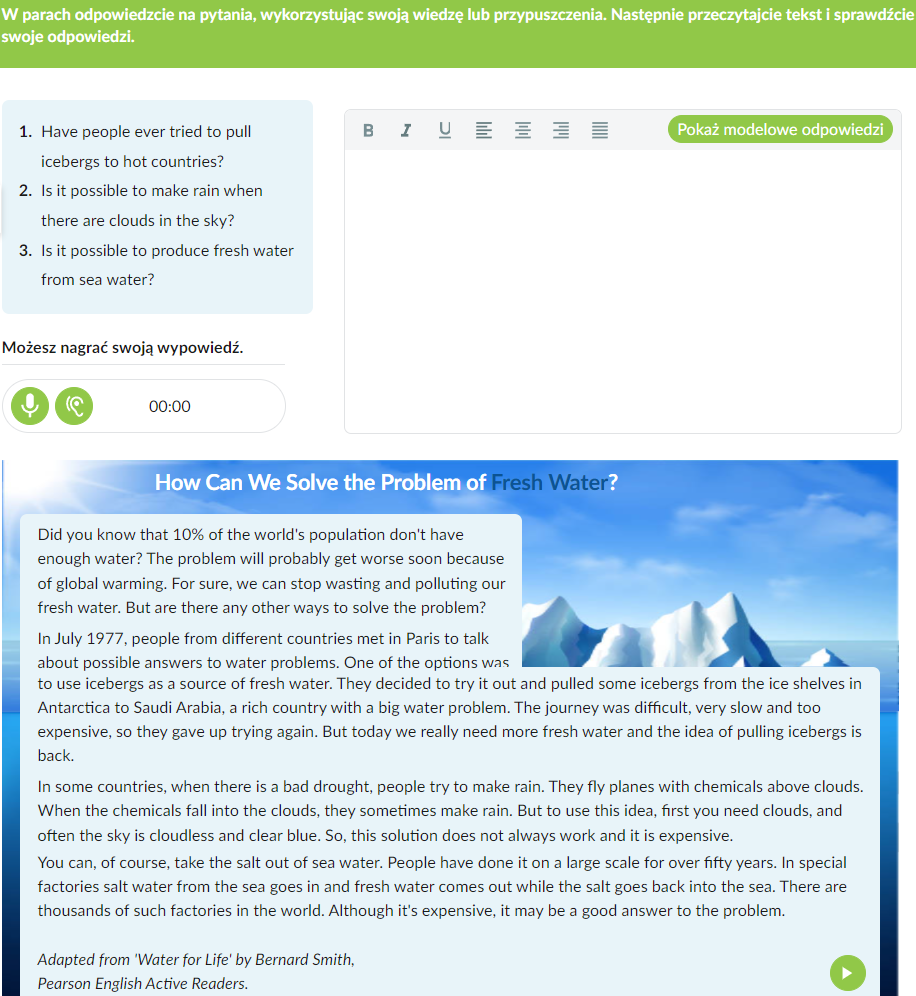 W parach odpowiedzcie na pytania, wykorzystując swoją wiedzę lub przypuszczenia. Następnie przeczytajcie tekst i sprawdźcie
swoje odpowiedzi.
1. Have people ever tried to pull
icebergs to hot countries?
2. Is it possible to make rain when
there are clouds in the sky?
3. Is it possible to produce fresh water
from sea water?
Możesz nagrać swoją wypowiedź.
00:00
B I U
Pokaż modelowe odpowiedzi
How Can We Solve the Problem of Fresh Water?
Did you know that 10% of the world's population don't have
enough water? The problem will probably get worse soon because
of global warming. For sure, we can stop wasting and polluting our
fresh water. But are there any other ways to solve the problem?
In July 1977, people from different countries met in Paris to talk
about possible answers to water problems. One of the options was
to use icebergs as a source of fresh water. They decided to try it out and pulled some icebergs from the ice shelves in
Antarctica to Saudi Arabia, a rich country with a big water problem. The journey was difficult, very slow and too
expensive, so they gave up trying again. But today we really need more fresh water and the idea of pulling icebergs is
back.
In some countries, when there is a bad drought, people try to make rain. They fly planes with chemicals above clouds.
When the chemicals fall into the clouds, they sometimes make rain. But to use this idea, first you need clouds, and
often the sky is cloudless and clear blue. So, this solution does not always work and it is expensive.
You can, of course, take the salt out of sea water. People have done it on a large scale for over fifty years. In special
factories salt water from the sea goes in and fresh water comes out while the salt goes back into the sea. There are
thousands of such factories in the world. Although it's expensive, it may be a good answer to the problem.
Adapted from 'Water for Life' by Bernard Smith,
Pearson English Active Readers.